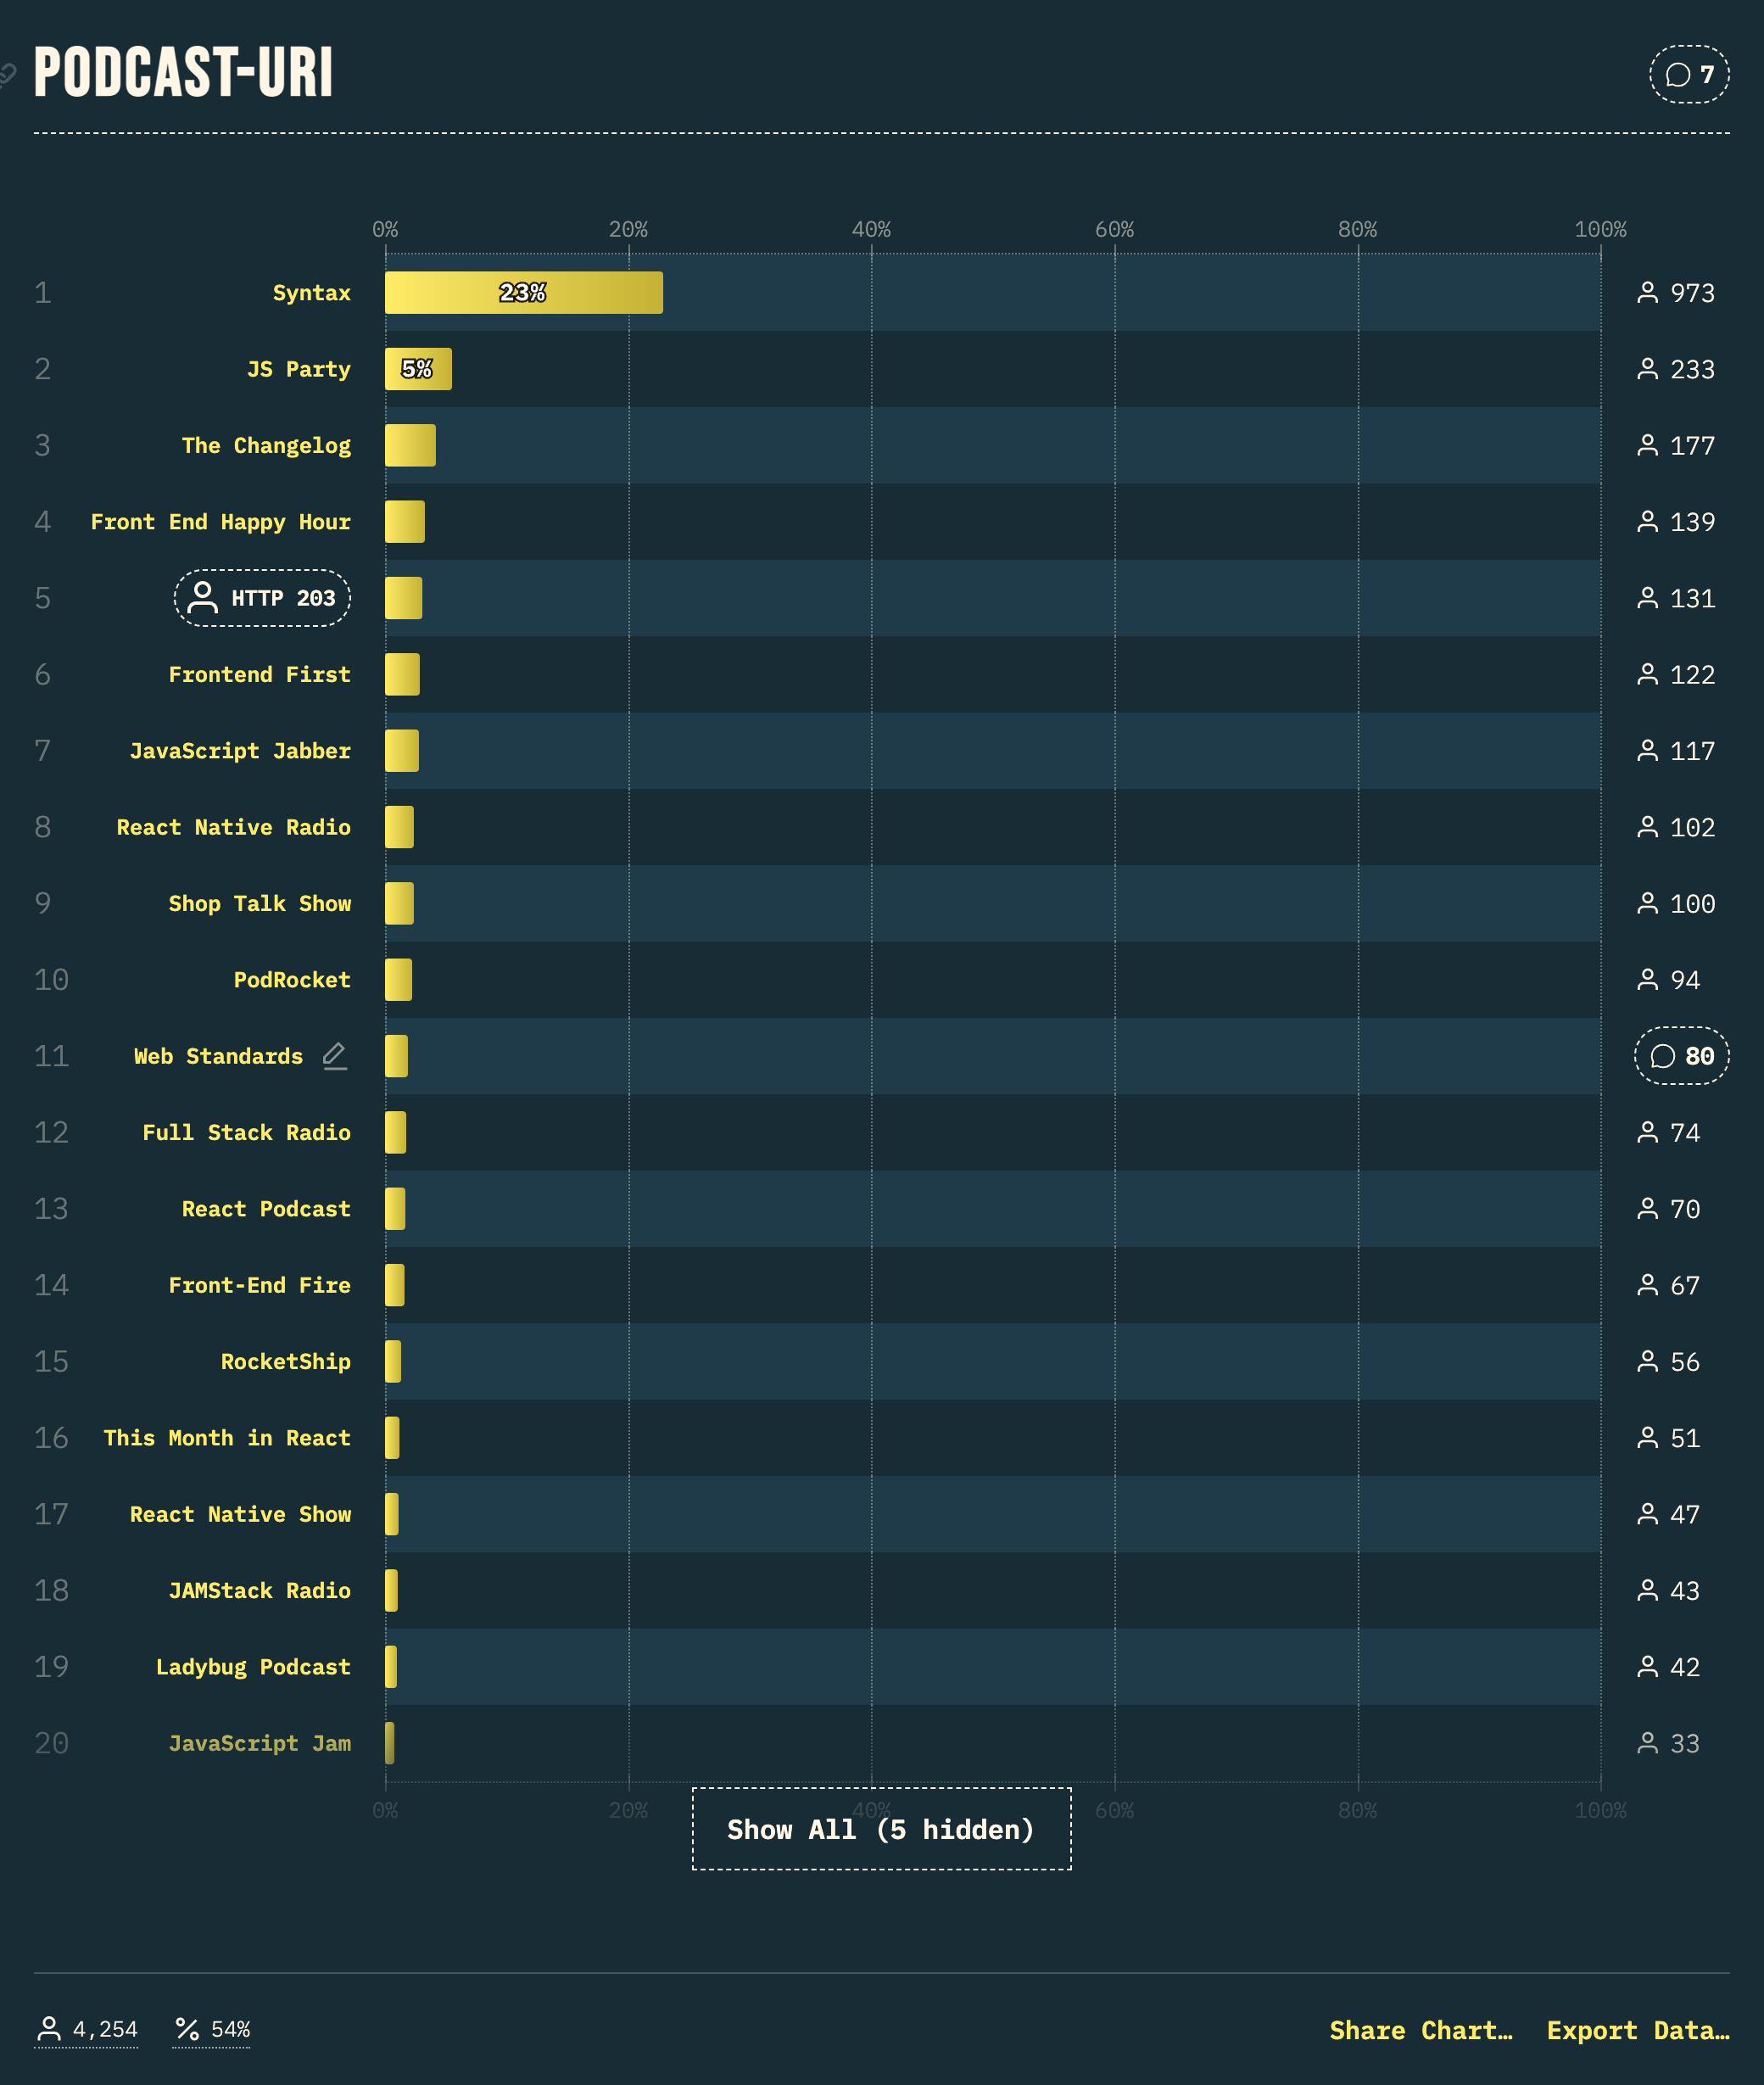 PODCAST-URI
7
0% 20% 40% 60% 80% 100%
1 Syntax 23% 973
2 JS Party 5% 233
3 The Changelog 177
4 Front End Happy Hour 139
5 HTTP 203 131
6 Frontend First 122
7 JavaScript Jabber 117
8 React Native Radio 102
9 Shop Talk Show 100
10 PodRocket 94
11 Web Standards 80
12 Full Stack Radio 74
13 React Podcast 70
14 Front-End Fire 67
15 RocketShip 56
16 This Month in React 51
17 React Native Show 47
18 JAMStack Radio 43
19 Ladybug Podcast 42
20 JavaScript Jam 33
0% 20% 40% 60% 80% 100%
Show All (5 hidden)
4,254 54% Share Chart… Export Data…